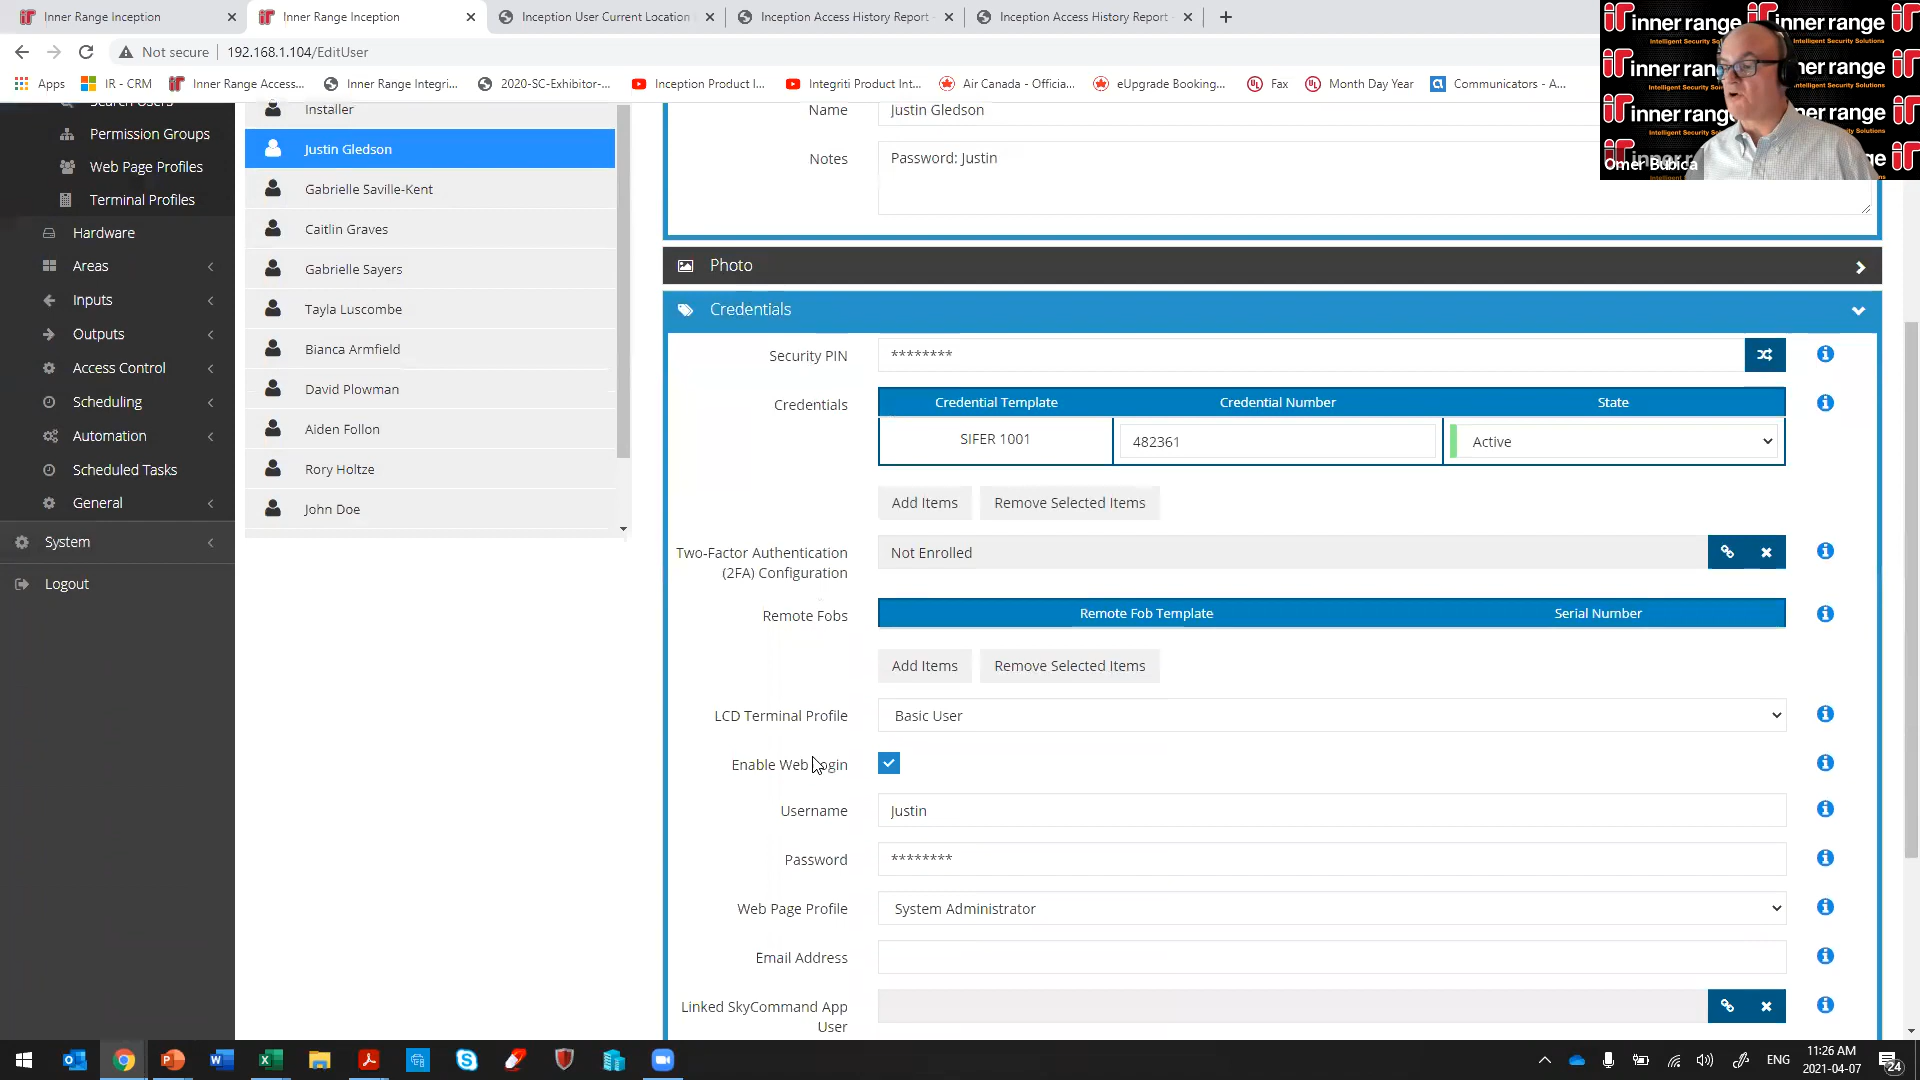 Inner Range Inception
Inner Range Inception
Inception User Current Location
Inception Access History Report
Inception Access History Report
Not secure
192.168.1.104/EditUser
Apps
IR - CRM
Inner Range Access...
Inner Range Integri...
2020-SC-Exhibitor-...
Inception Product I...
Integriti Product Int...
Air Canada - Officia...
eUpgrade Booking...
Fax
Month Day Year
Communicators - A...
inner range
Intelligent Security Solutions
Omer Bubica
Search Users
Permission Groups
Web Page Profiles
Terminal Profiles
Hardware
Areas
Inputs
Outputs
Access Control
Scheduling
Automation
Scheduled Tasks
General
System
Logout
Installer
Justin Gledson
Gabrielle Saville-Kent
Caitlin Graves
Gabrielle Sayers
Tayla Luscombe
Bianca Armfield
David Plowman
Aiden Follon
Rory Holtze
John Doe
Name
Justin Gledson
Notes
Password: Justin
Photo
Credentials
Security PIN
********
Credentials
Credential Template
Credential Number
State
SIFER 1001
482361
Active
Add Items
Remove Selected Items
Two-Factor Authentication
(2FA) Configuration
Not Enrolled
Remote Fobs
Remote Fob Template
Serial Number
Add Items
Remove Selected Items
LCD Terminal Profile
Basic User
Enable Web Login
Username
Justin
Password
********
Web Page Profile
System Administrator
Email Address
Linked SkyCommand App
User
ENG
11:26 AM
2021-04-07
24